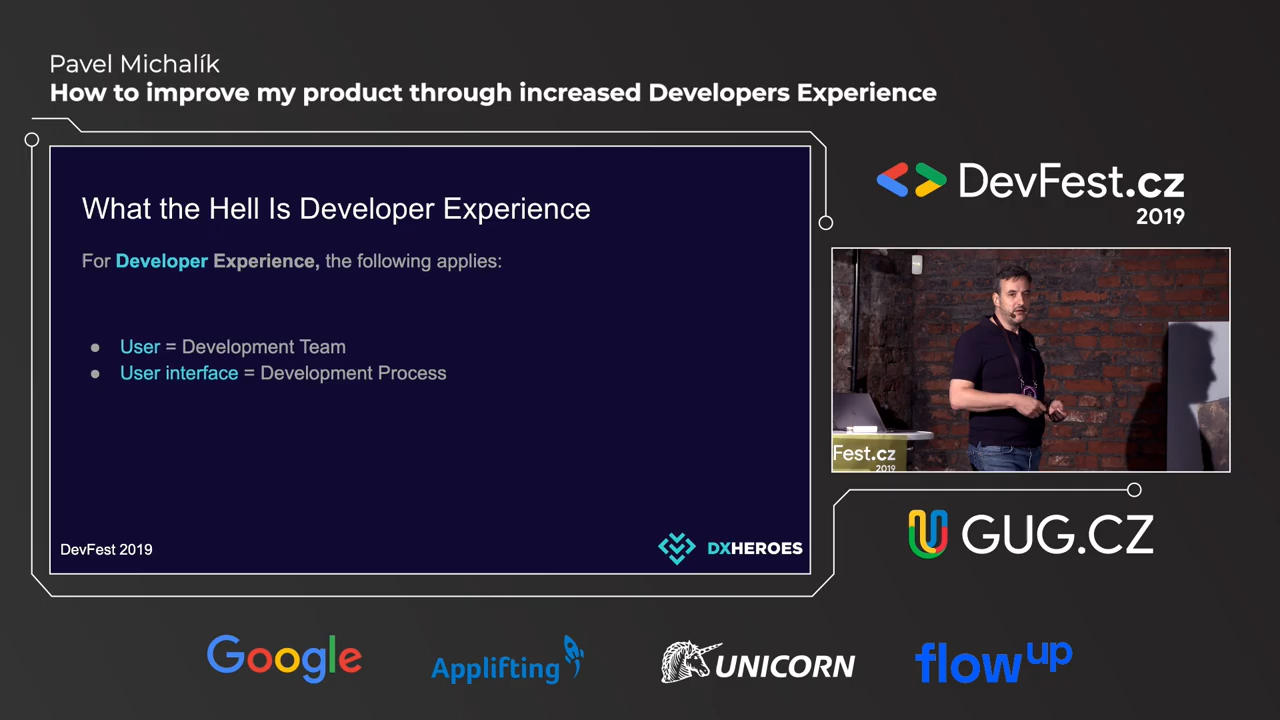 Pavel Michalík
How to improve my product through increased Developers Experience
What the Hell Is Developer Experience
For Developer Experience, the following applies:
● User = Development Team
● User interface = Development Process
DevFest 2019
DXHEROES
DevFest.cz
2019
Fest.cz
2019
GUG.CZ
Google
Applifting
UNICORN
flowup